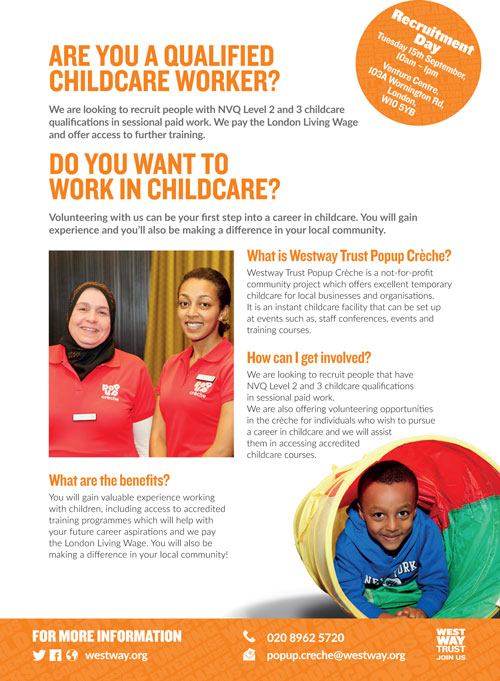 Recruitment
Day
Tuesday 15th September,
10am – 1pm
Venture Centre,
103A Wornington Rd,
London,
W10 5YB
ARE YOU A QUALIFIED
CHILDCARE WORKER?
We are looking to recruit people with NVQ Level 2 and 3 childcare
qualifications in sessional paid work. We pay the London Living Wage
and offer access to further training.
DO YOU WANT TO
WORK IN CHILDCARE?
Volunteering with us can be your first step into a career in childcare. You will gain
experience and you'll also be making a difference in your local community.
What is Westway Trust Popup Crèche?
Westway Trust Popup Crèche is a not-for-profit
community project which offers excellent temporary
childcare for local businesses and organisations.
It is an instant childcare facility that can be set up
at events such as, staff conferences, events and
training courses.
How can I get involved?
We are looking to recruit people that have
NVQ Level 2 and 3 childcare qualifications
in sessional paid work.
We are also offering volunteering opportunities
in the crèche for individuals who wish to pursue
a career in childcare and we will assist
them in accessing accredited
childcare courses.
pop
up
crèche
pop
up
crèche
What are the benefits?
You will gain valuable experience working
with children, including access to accredited
training programmes which will help with
your future career aspirations and we pay
the London Living Wage. You will also be
making a difference in your local community!
NEW YORK
FOR MORE INFORMATION
westway.org
020 8962 5720
popup.creche@westway.org
WEST
WAY
TRUST
JOIN US